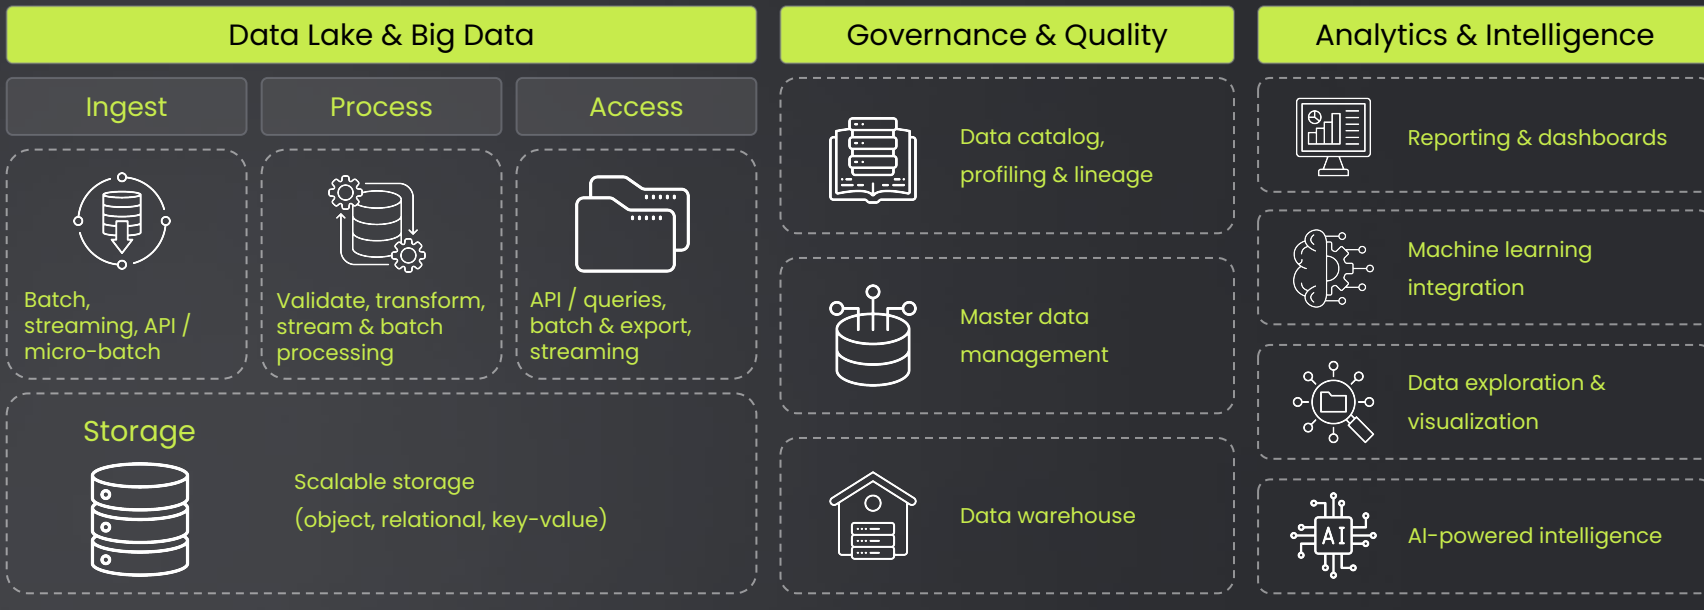 Data Lake & Big Data
Ingest
Process
Access
Batch,
streaming, API /
micro-batch
Validate, transform,
stream & batch
processing
API / queries,
batch & export,
streaming
Storage
Scalable storage
(object, relational, key-value)
Governance & Quality
Data catalog,
profiling & lineage
Master data
management
Data warehouse
Analytics & Intelligence
Reporting & dashboards
Machine learning
integration
Data exploration &
visualization
AI
AI-powered intelligence